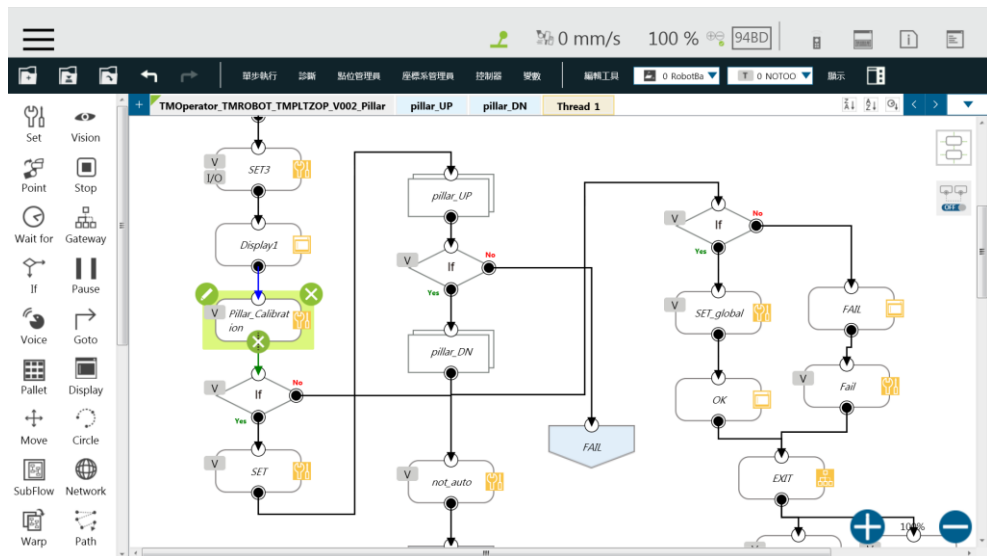 0 mm/s 100 % 94BD
單步執行 診斷 點位管理員 座標系管理員 控制器 變數 編輯工具 0 RobotBa T 0 NOTOO 顯示
+ TMOperator_TMROBOT_TMPLTZOP_V002_Pillar pillar_UP pillar_DN Thread 1
Set Vision
Point Stop
Wait for Gateway
If Pause
Voice Goto
Pallet Display
Move Circle
SubFlow Network
Warp Path
V
I/O
SET3
Display1
V
Pillar_Calibrat
ion
V
If
No
Yes
V
SET
pillar_UP
V
If
No
Yes
pillar_DN
V
not_auto
FAIL
V
If
No
Yes
V
SET_global
OK
FAIL
V
Fail
EXIT
OFF
100%